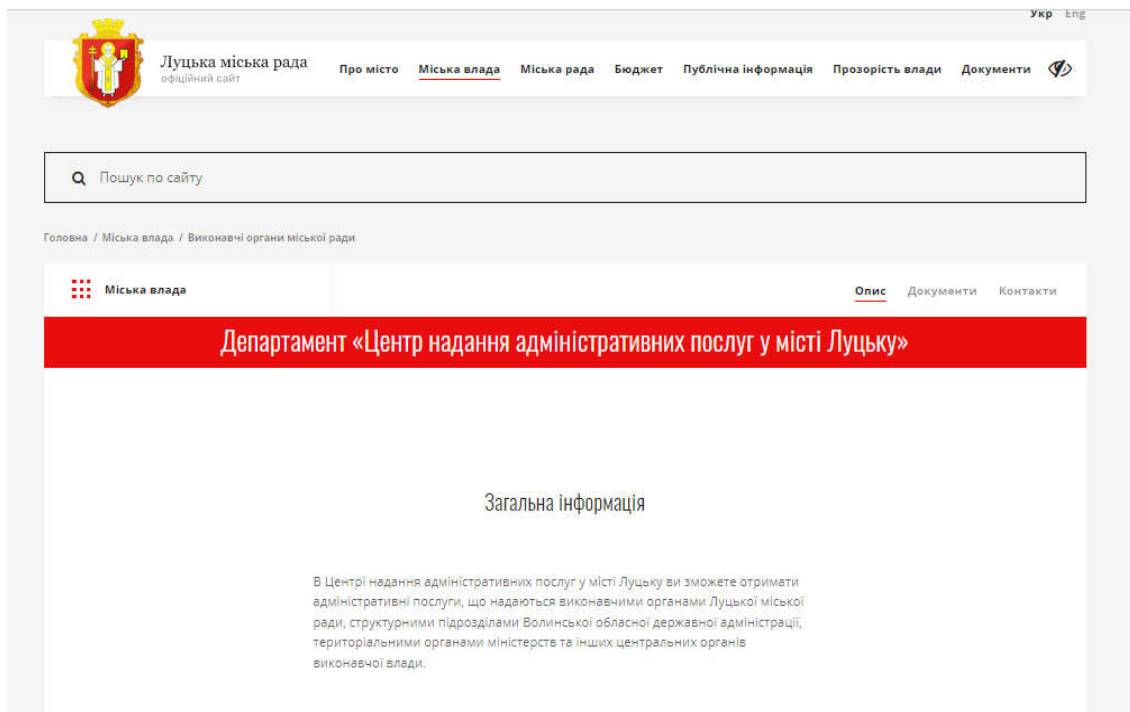 Укр Eng
Луцька міська рада
офіційний сайт
Про місто Міська влада Міська рада Бюджет Публічна інформація Прозорість влади Документи
Пошук по сайту
Головна / Міська влада / Виконавчі органи міської ради
Міська влада
Опис Документи Контакти
Департамент «Центр надання адміністративних послуг у місті Луцьку»
Загальна інформація
В Центрі надання адміністративних послуг у місті Луцьку ви зможете отримати
адміністративні послуги, що надаються виконавчими органами Луцької міської
ради, структурними підрозділами Волинської обласної державної адміністрації,
територіальними органами міністерств та інших центральних органів
виконавчої влади.